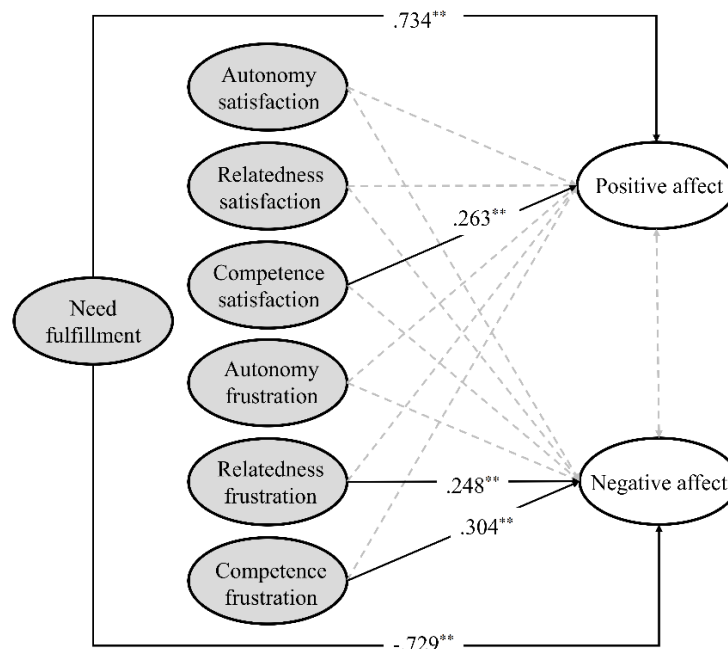 .734**
Autonomy
satisfaction
Relatedness
satisfaction
Positive affect
.263**
Competence
satisfaction
Need
fulfillment
Autonomy
frustration
Relatedness
frustration
.248**
Negative affect
.304**
Competence
frustration
-.729**